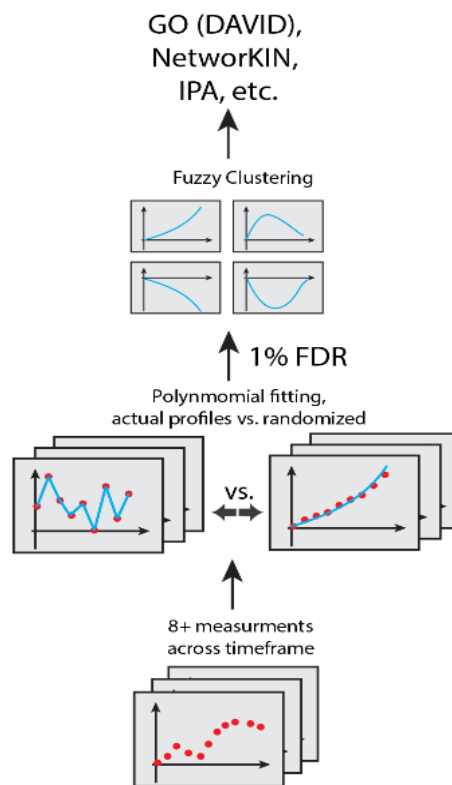 GO (DAVID),
NetworKIN,
IPA, etc.
Fuzzy Clustering
1% FDR
Polynmomial fitting,
actual profiles vs. randomized
vs.
8+ measurments
across timeframe